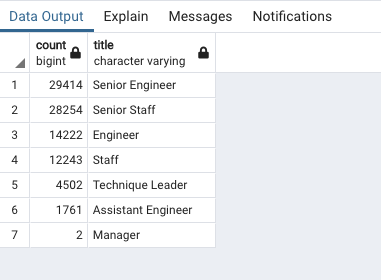 Data Output Explain Messages Notifications
count title
bigint character varying
1 29414 Senior Engineer
2 28254 Senior Staff
3 14222 Engineer
4 12243 Staff
5 4502 Technique Leader
6 1761 Assistant Engineer
7 2 Manager